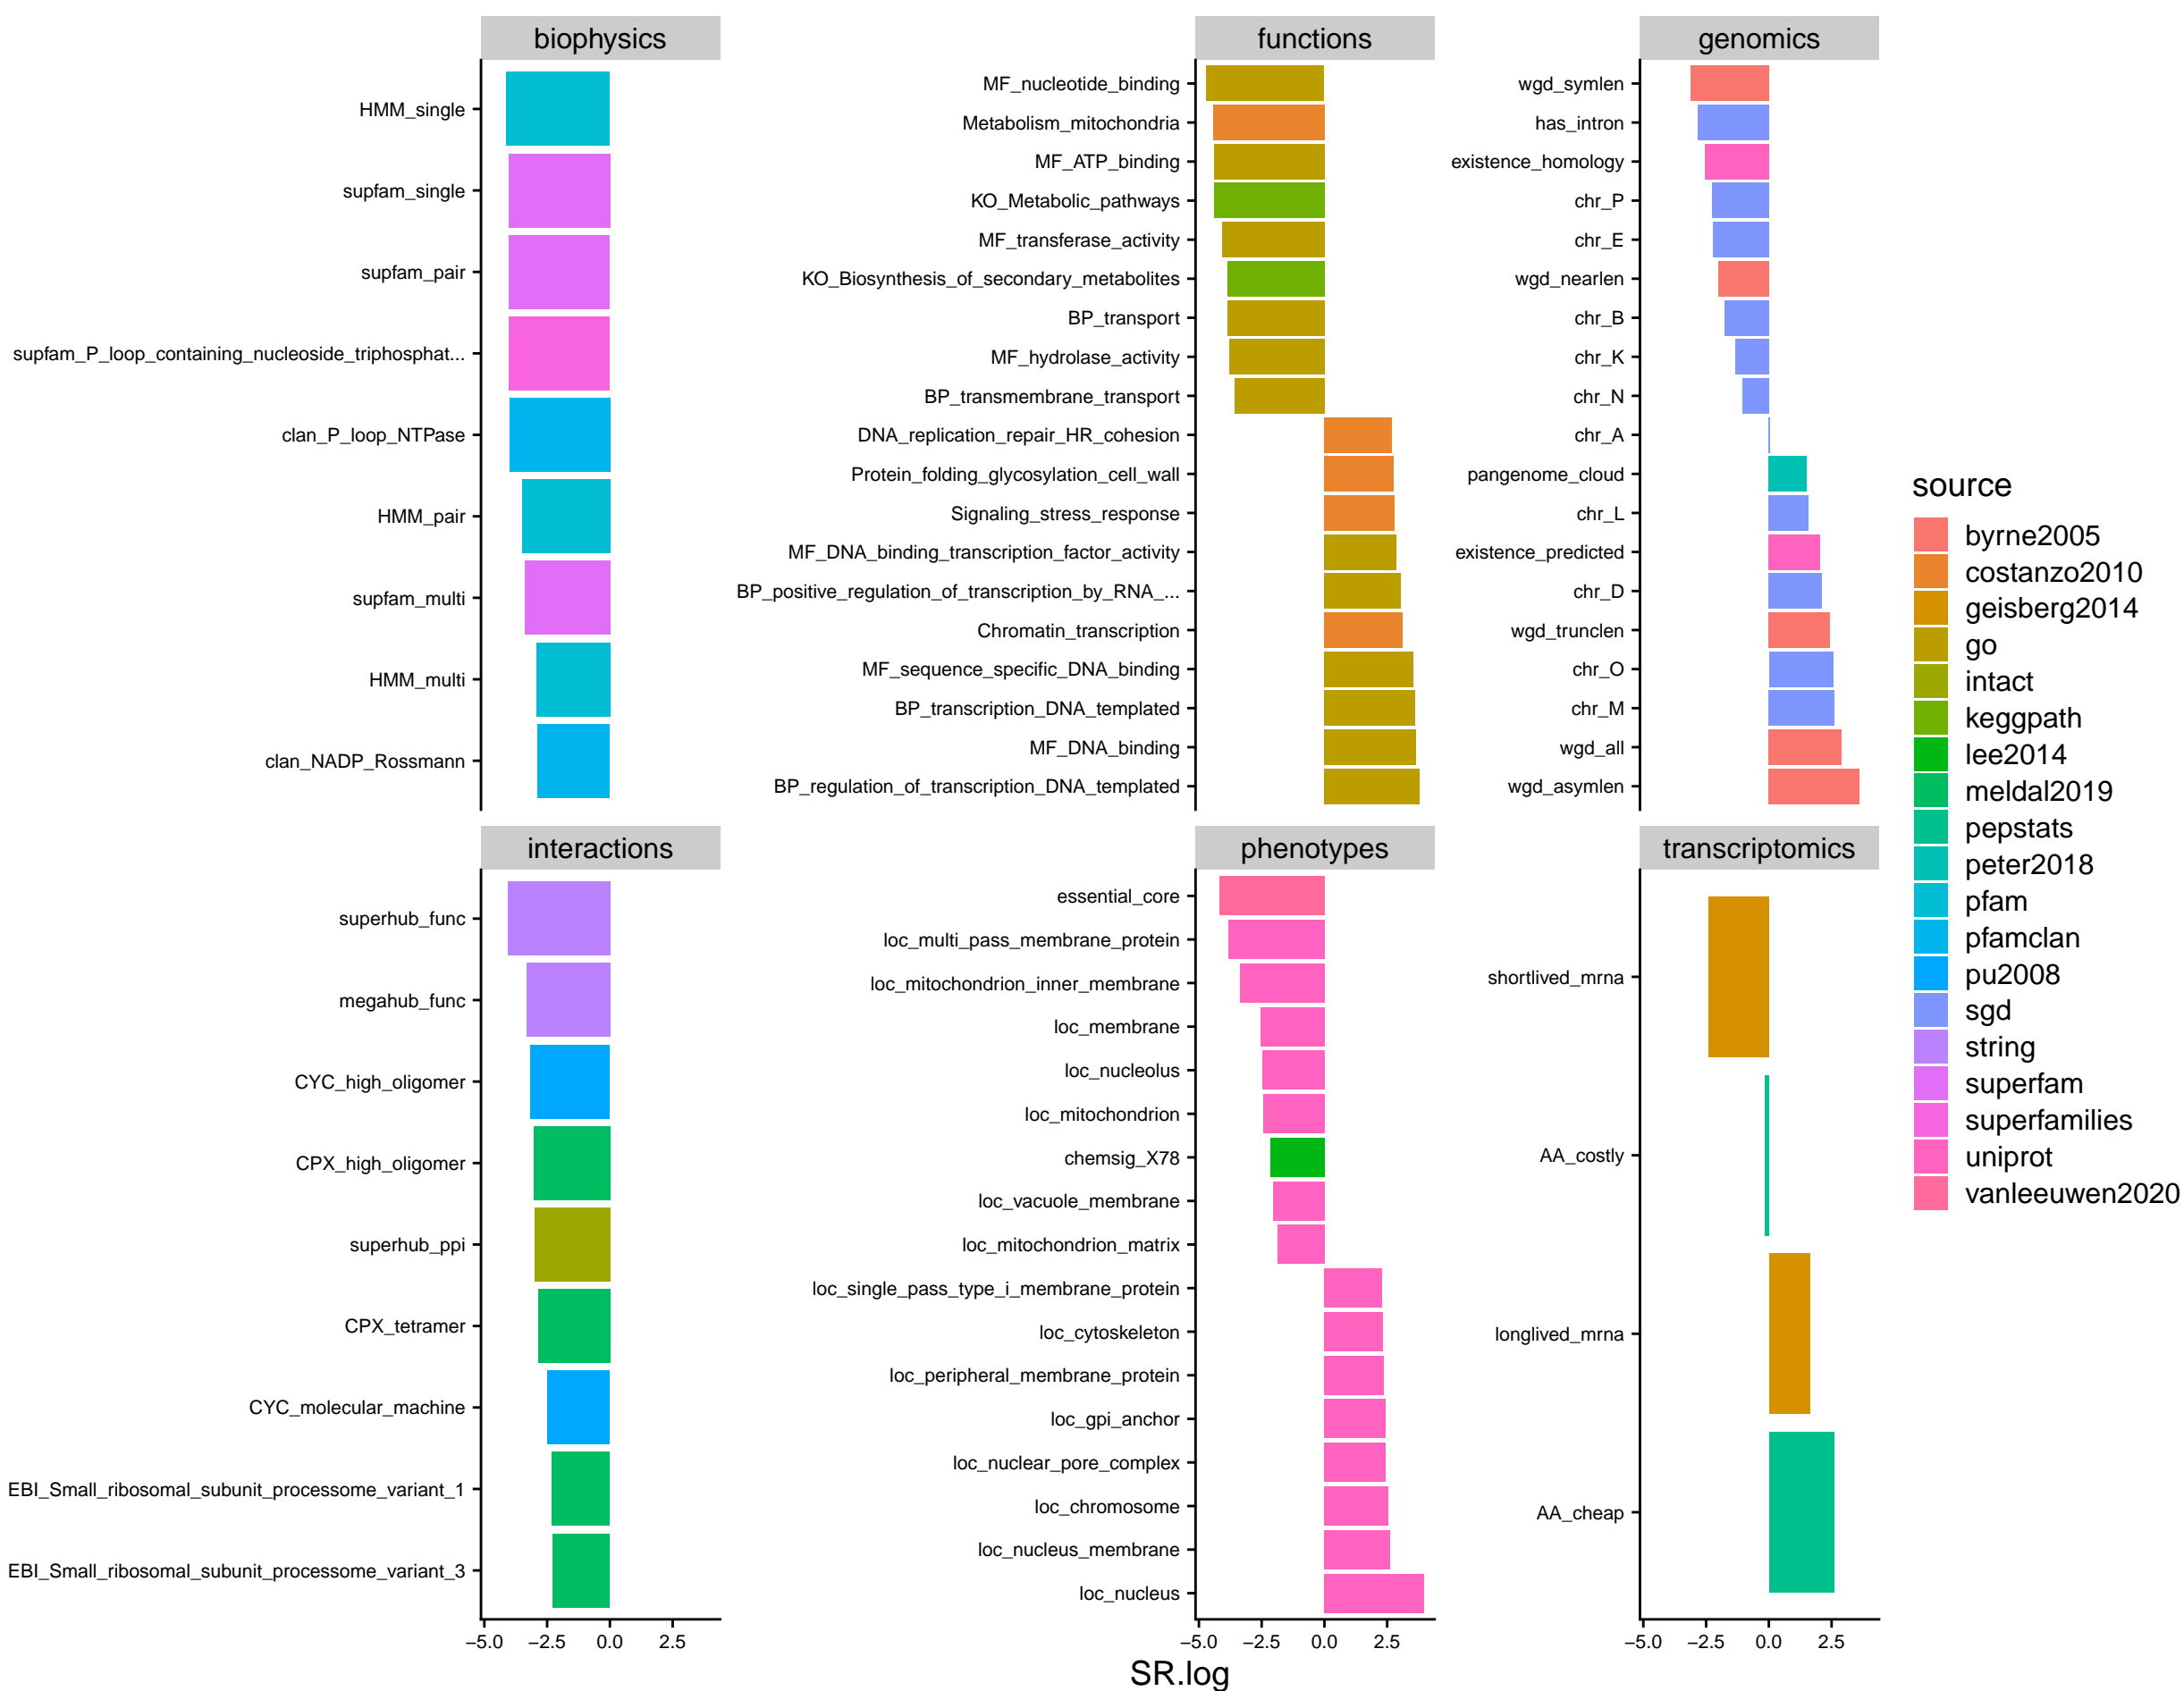 biophysics
HMM_single
supfam_single
supfam_pair
supfam_P_loop_containing_nucleoside_triphosphat...
clan_P_loop_NTPase
HMM_pair
supfam_multi
HMM_multi
clan_NADP_Rossmann
functions
MF_nucleotide_binding
Metabolism_mitochondria
MF_ATP_binding
KO_Metabolic_pathways
MF_transferase_activity
KO_Biosynthesis_of_secondary_metabolites
BP_transport
MF_hydrolase_activity
BP_transmembrane_transport
DNA_replication_repair_HR_cohesion
Protein_folding_glycosylation_cell_wall
Signaling_stress_response
MF_DNA_binding_transcription_factor_activity
BP_positive_regulation_of_transcription_by_RNA_...
Chromatin_transcription
MF_sequence_specific_DNA_binding
BP_transcription_DNA_templated
MF_DNA_binding
BP_regulation_of_transcription_DNA_templated
genomics
wgd_symlen
has_intron
existence_homology
chr_P
chr_E
wgd_nearlen
chr_B
chr_K
chr_N
chr_A
pangenome_cloud
chr_L
existence_predicted
chr_D
wgd_trunclen
chr_O
chr_M
wgd_all
wgd_asymlen
interactions
superhub_func
megahub_func
CYC_high_oligomer
CPX_high_oligomer
superhub_ppi
CPX_tetramer
CYC_molecular_machine
EBI_Small_ribosomal_subunit_processome_variant_1
EBI_Small_ribosomal_subunit_processome_variant_3
−5.0 −2.5 0.0 2.5
phenotypes
essential_core
loc_multi_pass_membrane_protein
loc_mitochondrion_inner_membrane
loc_membrane
loc_nucleolus
loc_mitochondrion
chemsig_X78
loc_vacuole_membrane
loc_mitochondrion_matrix
loc_single_pass_type_i_membrane_protein
loc_cytoskeleton
loc_peripheral_membrane_protein
loc_gpi_anchor
loc_nuclear_pore_complex
loc_chromosome
loc_nucleus_membrane
loc_nucleus
−5.0 −2.5 0.0 2.5
transcriptomics
shortlived_mrna
AA_costly
longlived_mrna
AA_cheap
−5.0 −2.5 0.0 2.5
SR.log
source
byrne2005
costanzo2010
geisberg2014
go
intact
keggpath
lee2014
meldal2019
pepstats
peter2018
pfam
pfamclan
pu2008
sgd
string
superfam
superfamilies
uniprot
vanleeuwen2020